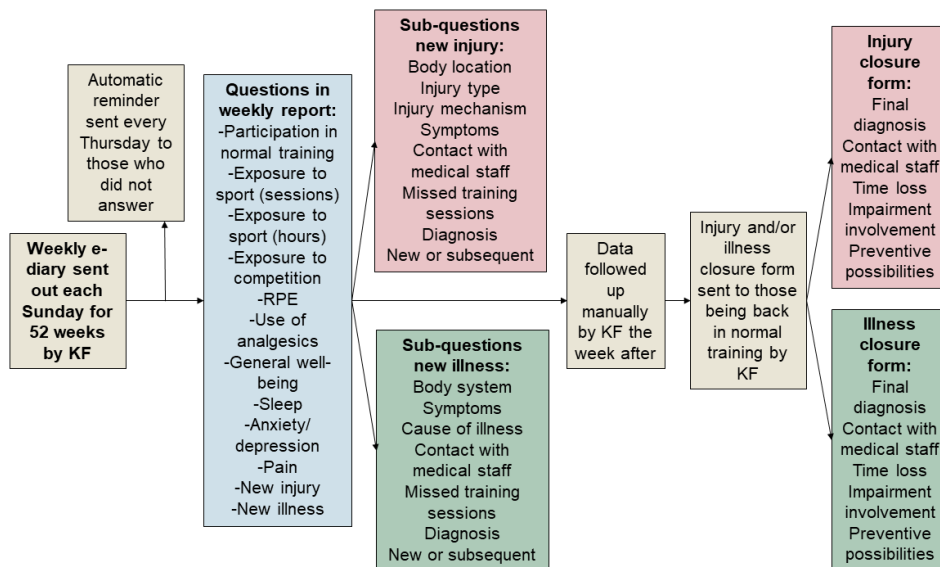 Automatic
reminder
sent every
Thursday to
those who
did not
answer
Weekly e-
diary sent
out each
Sunday for
52 weeks
by KF
Questions in
weekly report:
-Participation in
normal training
-Exposure to
sport (sessions)
-Exposure to
sport (hours)
-Exposure to
competition
-RPE
-Use of
analgesics
-General well-
being
-Sleep
-Anxiety/
depression
-Pain
-New injury
-New illness
Sub-questions
new injury:
Body location
Injury type
Injury mechanism
Symptoms
Contact with
medical staff
Missed training
sessions
Diagnosis
New or subsequent
Sub-questions
new illness:
Body system
Symptoms
Cause of illness
Contact with
medical staff
Missed training
sessions
Diagnosis
New or subsequent
Data
followed
up
manually
by KF the
week after
Injury and/or
illness
closure form
sent to those
being back
in normal
training by
KF
Injury
closure
form:
Final
diagnosis
Contact with
medical staff
Time loss
Impairment
involvement
Preventive
possibilities
Illness
closure
form:
Final
diagnosis
Contact with
medical staff
Time loss
Impairment
involvement
Preventive
possibilities